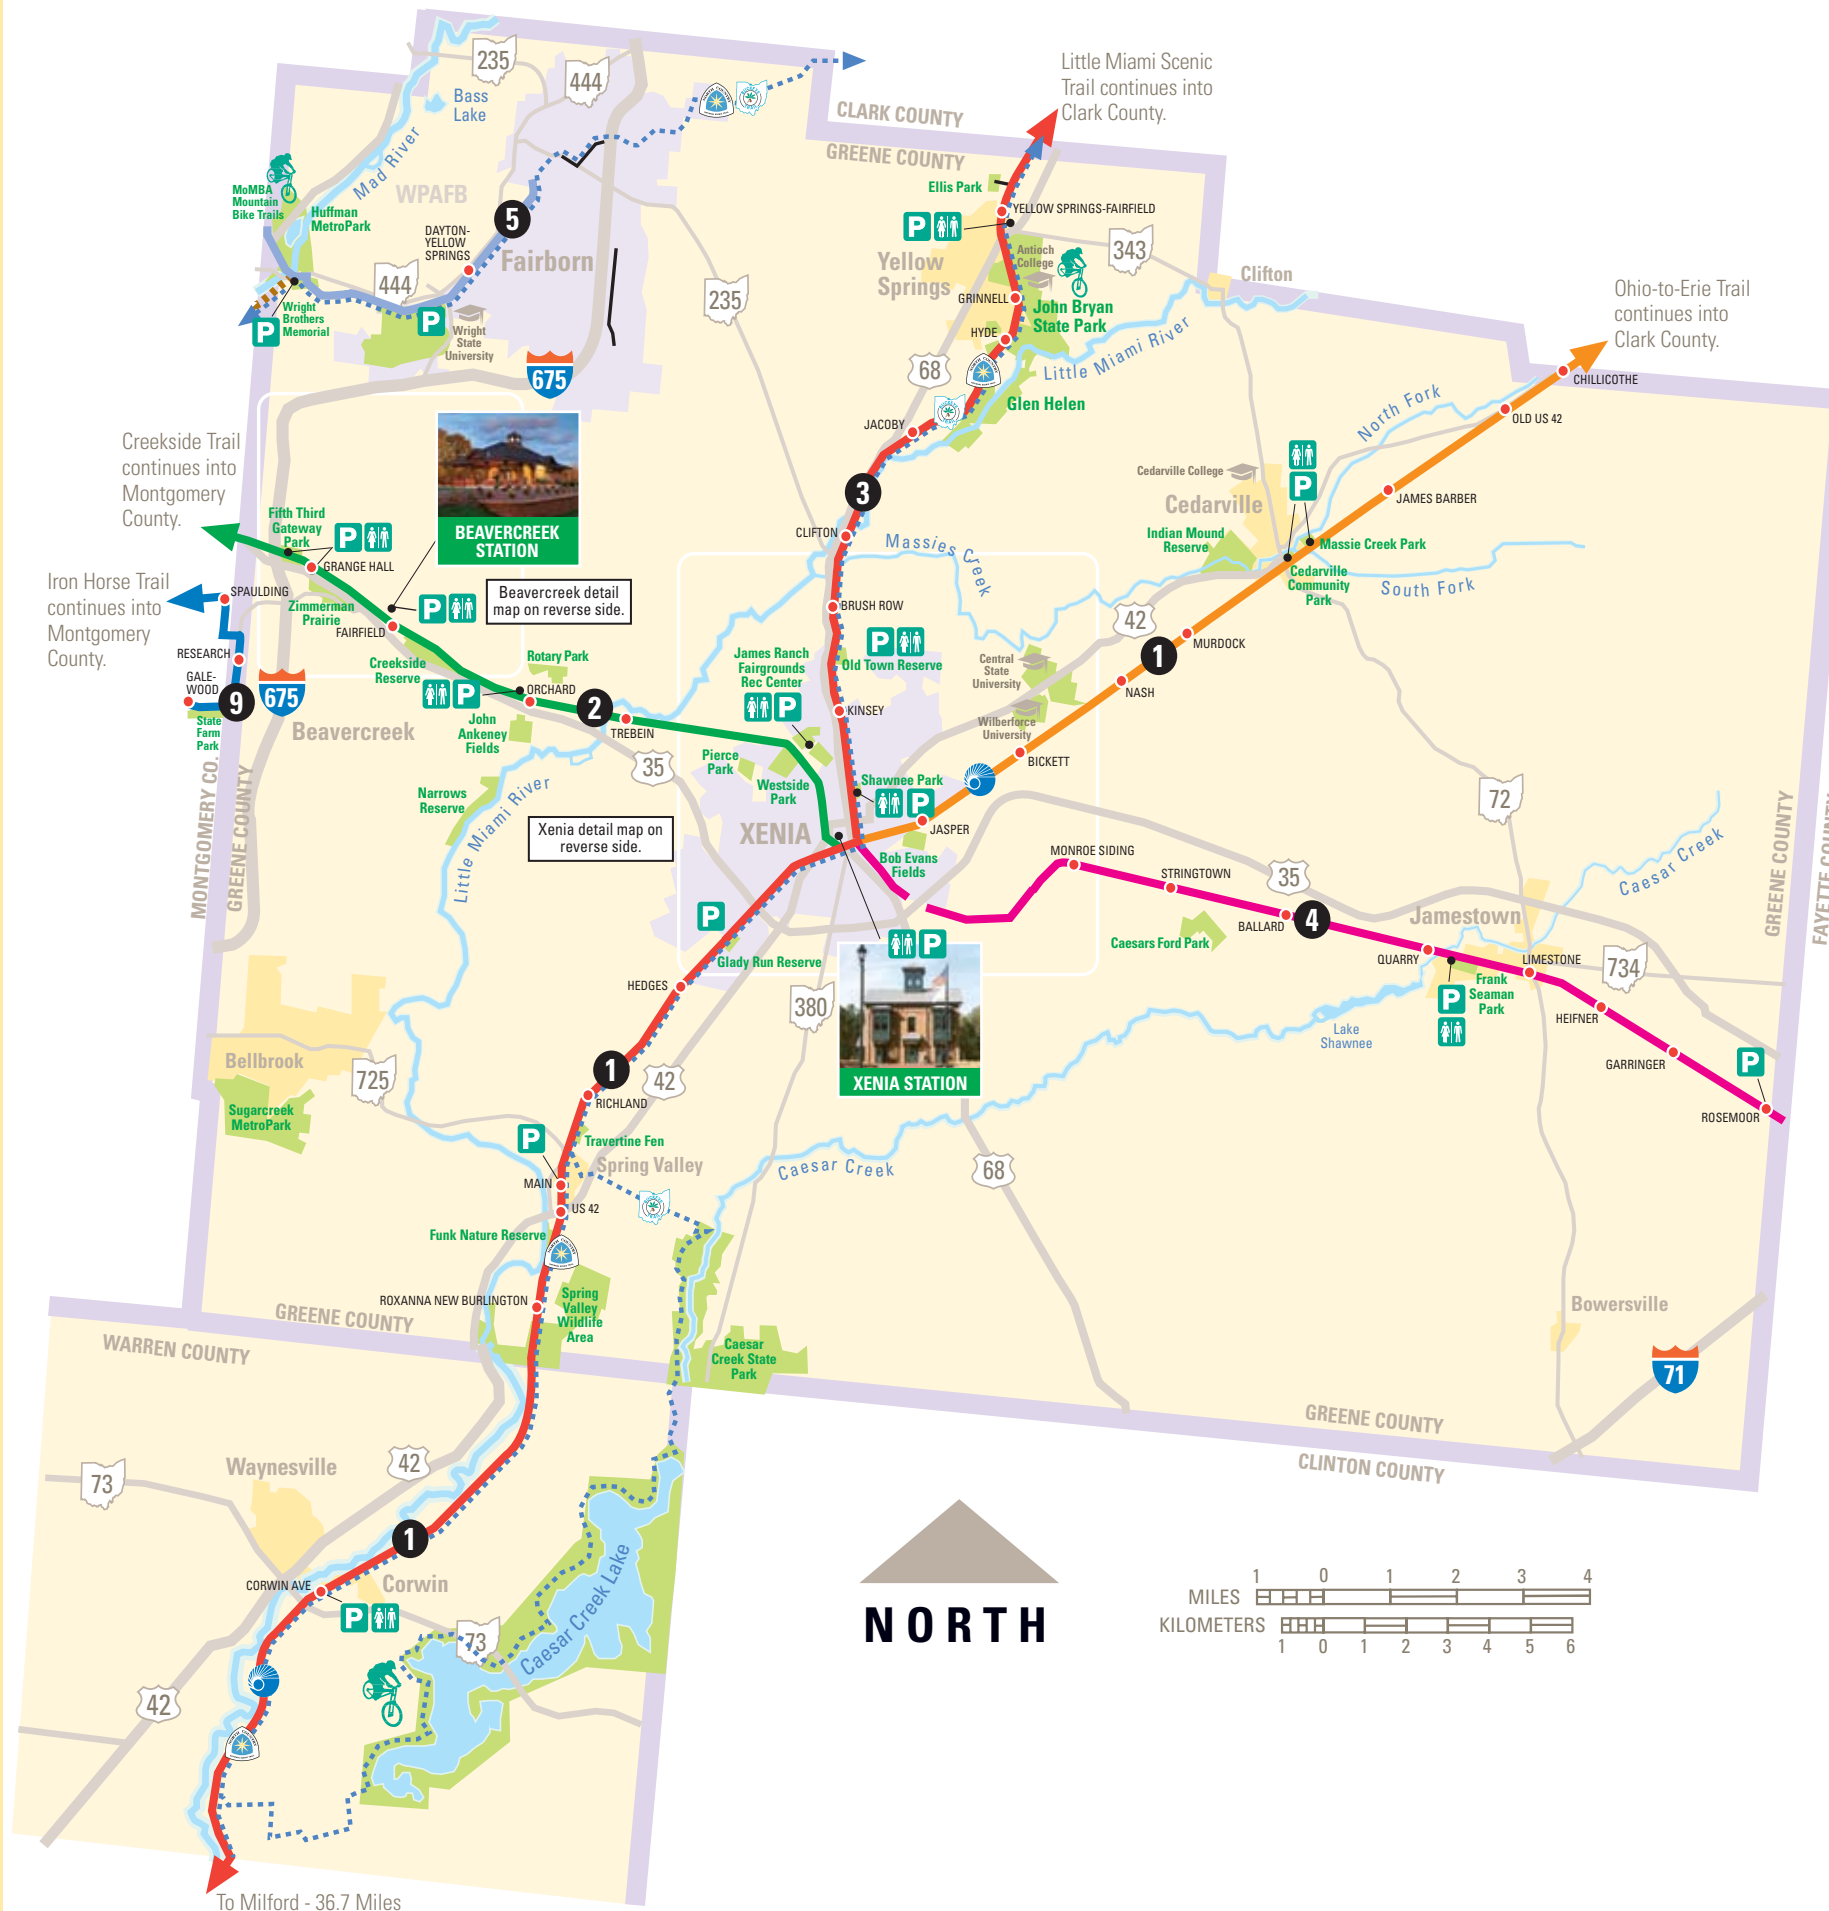 235
444
Bass
Lake
Mad River
WPAFB
MoMBA
Mountain
Bike Trails
Huffman
MetroPark
DAYTON-
YELLOW
SPRINGS
5
Fairborn
444
Wright
Brothers
Memorial
P
P
Wright
State
University
675
235
CLARK COUNTY
GREENE COUNTY
Little Miami Scenic
Trail continues into
Clark County.
Ellis Park
YELLOW SPRINGS-FAIRFIELD
P
Yellow
Springs
Antioch
College
343
Clifton
GRINNELL
John Bryan
State Park
HYDE
68
Little Miami River
Glen Helen
JACOBY
Ohio-to-Erie Trail
continues into
Clark County.
CHILLICOTHE
OLD US 42
North Fork
JAMES BARBER
Cedarville College
Cedarville
P
Indian Mound
Reserve
Massie Creek Park
Cedarville
Community
Park
South Fork
3
CLIFTON
Massies Creek
BRUSH ROW
P
Old Town Reserve
42
1
MURDOCK
NASH
Central
State
University
Wilberforce
University
BICKETT
Creekside Trail
continues into
Montgomery
County.
Fifth Third
Gateway
Park
P
GRANGE HALL
BEAVERCREEK
STATION
Beavercreek detail
map on reverse side.
Iron Horse Trail
continues into
Montgomery
County.
SPAULDING
Zimmerman
Prairie
FAIRFIELD
P
RESEARCH
GALE-
WOOD
9
675
State
Farm
Park
Creekside
Reserve
P
Rotary Park
ORCHARD
2
TREBEIN
John
Ankeney
Fields
Beavercreek
James Ranch
Fairgrounds
Rec Center
P
KINSEY
Pierce
Park
Westside
Park
35
Narrows
Reserve
Little Miami River
Xenia detail map on
reverse side.
XENIA
Shawnee Park
P
JASPER
Bob Evans
Fields
MONTGOMERY CO.
GREENE COUNTY
MONROE SIDING
STRINGTOWN
35
BALLARD
4
Caesars Ford Park
72
Caesar Creek
Jamestown
QUARRY
LIMESTONE
734
Frank
Seaman
Park
P
HEIFNER
GARRINGER
P
ROSEMOOR
Lake
Shawnee
GREENE COUNTY
FAYETTE COUNTY
P
Glady Run Reserve
HEDGES
P
380
XENIA STATION
Bellbrook
725
Sugarcreek
MetroPark
1
42
RICHLAND
P
Travertine Fen
Spring Valley
MAIN
US 42
Funk Nature Reserve
Caesar Creek
68
ROXANNA NEW BURLINGTON
Spring
Valley
Wildlife
Area
GREENE COUNTY
WARREN COUNTY
Caesar
Creek State
Park
Bowersville
71
GREENE COUNTY
CLINTON COUNTY
73
Waynesville
42
1
CORWIN AVE
Corwin
P
73
Caesar Creek Lake
42
To Milford - 36.7 Miles
NORTH
1 0 1 2 3 4
MILES
KILOMETERS
1 0 1 2 3 4 5 6